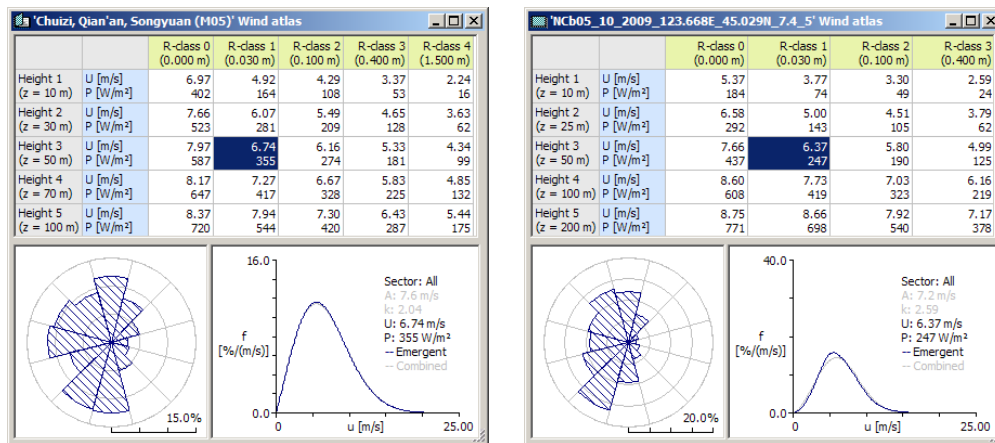 'Chuizi, Qian'an, Songyuan (M05)' Wind atlas
R-class 0 R-class 1 R-class 2 R-class 3 R-class 4
(0.000 m) (0.030 m) (0.100 m) (0.400 m) (1.500 m)
Height 1 U [m/s] 6.97 4.92 4.29 3.37 2.24
(z = 10 m) P [W/m²] 402 164 108 53 16
Height 2 U [m/s] 7.66 6.07 5.49 4.65 3.63
(z = 30 m) P [W/m²] 523 281 209 128 62
Height 3 U [m/s] 7.97 6.74 6.16 5.33 4.34
(z = 50 m) P [W/m²] 587 355 274 181 99
Height 4 U [m/s] 8.17 7.27 6.67 5.83 4.85
(z = 70 m) P [W/m²] 647 417 328 225 132
Height 5 U [m/s] 8.37 7.94 7.30 6.43 5.44
(z = 100 m) P [W/m²] 720 544 420 287 175
15.0%
16.0
Sector: All
A: 7.6 m/s
k: 2.04
U: 6.74 m/s
P: 355 W/m²
-- Emergent
-- Combined
f
[%/(m/s)]
0.0
0 u [m/s] 25.00
'NCb05_10_2009_123.668E_45.029N_7.4_5' Wind atlas
R-class 0 R-class 1 R-class 2 R-class 3
(0.000 m) (0.030 m) (0.100 m) (0.400 m)
Height 1 U [m/s] 5.37 3.77 3.30 2.59
(z = 10 m) P [W/m²] 184 74 49 24
Height 2 U [m/s] 6.58 5.00 4.51 3.79
(z = 25 m) P [W/m²] 292 143 105 62
Height 3 U [m/s] 7.66 6.37 5.80 4.99
(z = 50 m) P [W/m²] 437 247 190 125
Height 4 U [m/s] 8.60 7.73 7.03 6.16
(z = 100 m) P [W/m²] 608 419 323 219
Height 5 U [m/s] 8.75 8.66 7.92 7.17
(z = 200 m) P [W/m²] 771 698 540 378
20.0%
40.0
Sector: All
A: 7.2 m/s
k: 2.59
U: 6.37 m/s
P: 247 W/m²
-- Emergent
-- Combined
f
[%/(m/s)]
0.0
0 u [m/s] 25.00